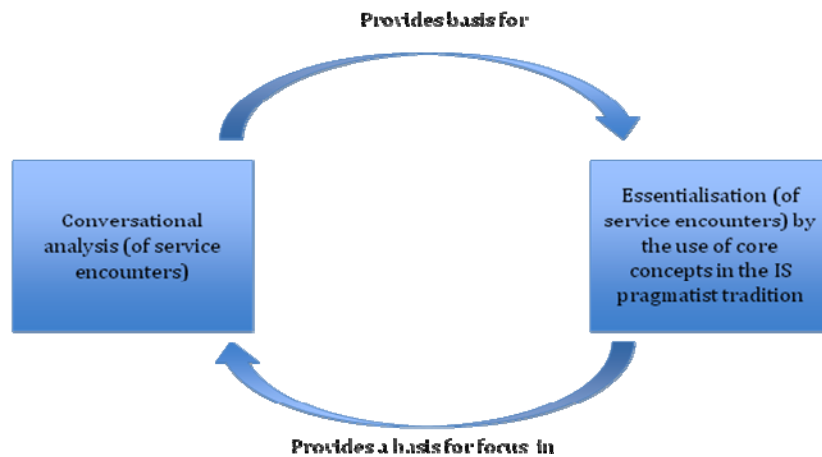 Provides basis for
Conversational
analysis (of service
encounters)
Essentialisation (of
service encounters) by
the use of core
concepts in the IS
pragmatist tradition
Provides a basis for focus in